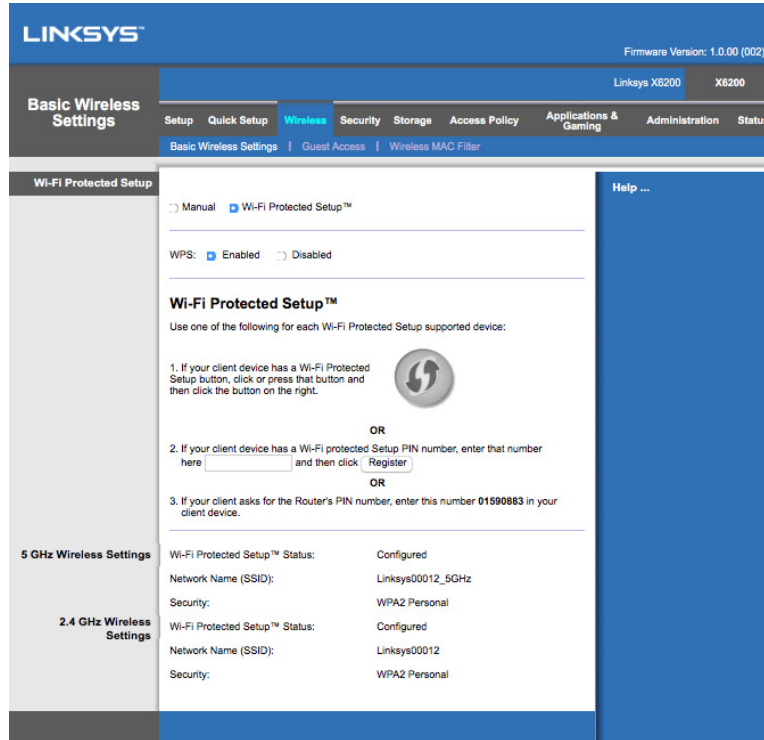 LINKSYS™
Firmware Version: 1.0.00 (002)
Linksys X6200 X6200
Basic Wireless
Settings
Setup Quick Setup Wireless Security Storage Access Policy Applications &
Gaming Administration Statu
Basic Wireless Settings | Guest Access | Wireless MAC Filter
Wi-Fi Protected Setup
Help ...
Manual Wi-Fi Protected Setup™
WPS: Enabled Disabled
Wi-Fi Protected Setup™
Use one of the following for each Wi-Fi Protected Setup supported device:
1. If your client device has a Wi-Fi Protected
Setup button, click or press that button and
then click the button on the right.
OR
2. If your client device has a Wi-Fi protected Setup PIN number, enter that number
here and then click Register
OR
3. If your client asks for the Router's PIN number, enter this number 01590883 in your
client device.
5 GHz Wireless Settings
Wi-Fi Protected Setup™ Status: Configured
Network Name (SSID): Linksys00012_5GHz
Security: WPA2 Personal
2.4 GHz Wireless
Settings
Wi-Fi Protected Setup™ Status: Configured
Network Name (SSID): Linksys00012
Security: WPA2 Personal